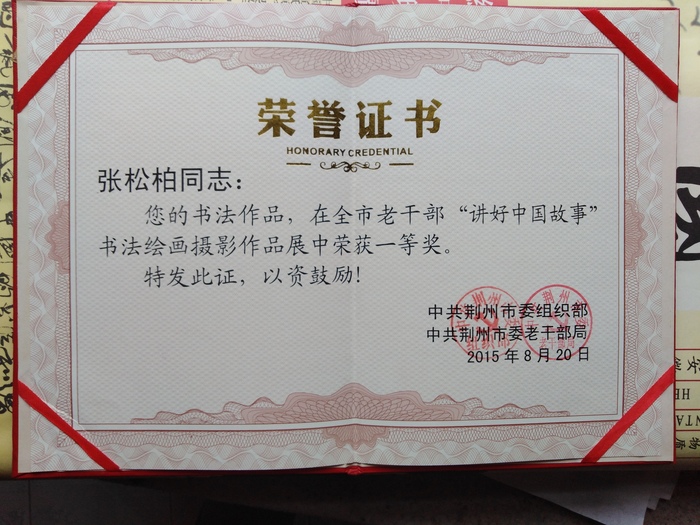 荣誉证书
HONORARY CREDENTIAL
张松柏同志：
您的书法作品，在全市老干部“讲好中国故事”
书法绘画摄影作品展中荣获一等奖。
特发此证，以资鼓励！
中共荆州市委组织部
中共荆州市委老干部局
2015年8月20日